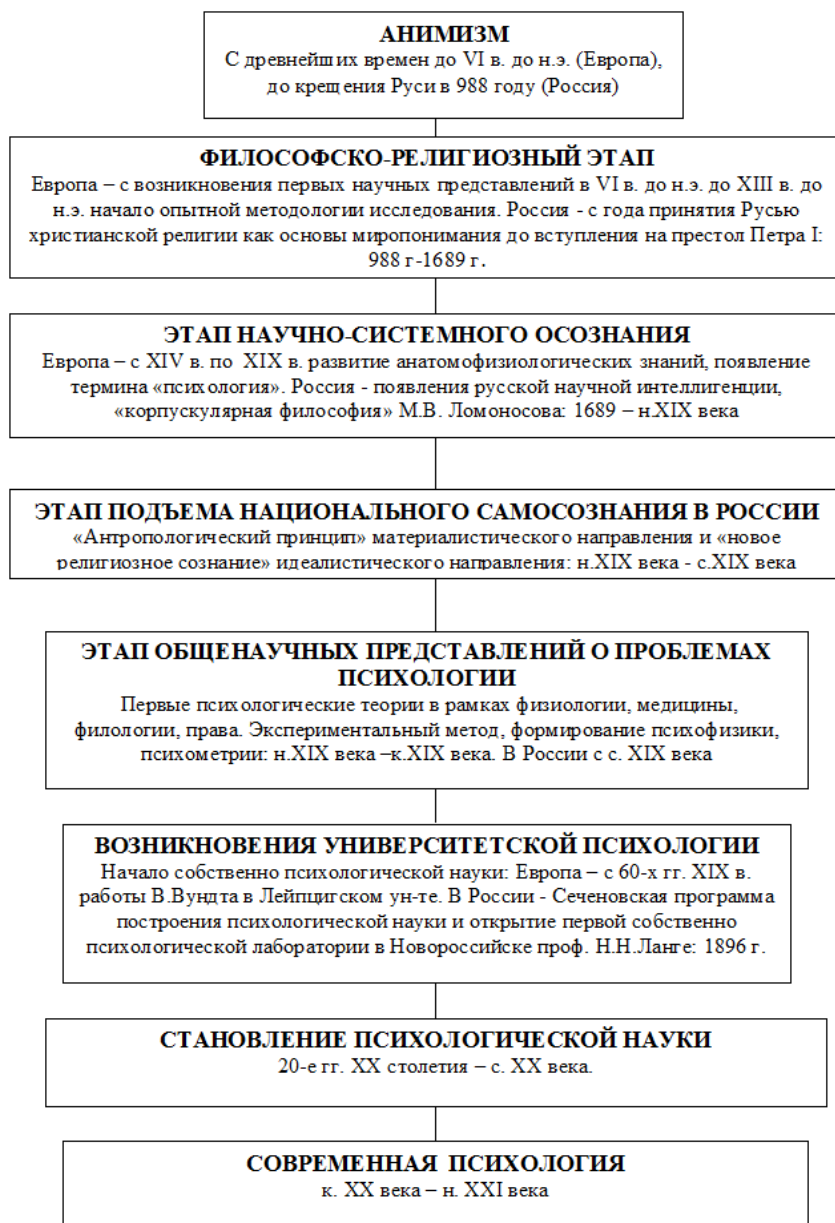 АНИМИЗМ
С древнейших времен до VI в. до н.э. (Европа),
до крещения Руси в 988 году (Россия)
ФИЛОСОФСКО-РЕЛИГИОЗНЫЙ ЭТАП
Европа – с возникновения первых научных представлений в VI в. до н.э. до XIII в. до
н.э. начало опытной методологии исследования. Россия - с года принятия Русью
христианской религии как основы миропонимания до вступления на престол Петра I:
988 г-1689 г.
ЭТАП НАУЧНО-СИСТЕМНОГО ОСОЗНАНИЯ
Европа – с XIV в. по XIX в. развитие анатомофизиологических знаний, появление
термина «психология». Россия - появления русской научной интеллигенции,
«корпускулярная философия» М.В. Ломоносова: 1689 – н.XIX века
ЭТАП ПОДЪЕМА НАЦИОНАЛЬНОГО САМОСОЗНАНИЯ В РОССИИ
«Антропологический принцип» материалистического направления и «новое
религиозное сознание» идеалистического направления: н.XIX века - с.XIX века
ЭТАП ОБЩЕНАУЧНЫХ ПРЕДСТАВЛЕНИЙ О ПРОБЛЕМАХ
ПСИХОЛОГИИ
Первые психологические теории в рамках физиологии, медицины,
филологии, права. Экспериментальный метод, формирование психофизики,
психометрии: н.XIX века –к.XIX века. В России с с. XIX века
ВОЗНИКНОВЕНИЯ УНИВЕРСИТЕТСКОЙ ПСИХОЛОГИИ
Начало собственно психологической науки: Европа – с 60-х гг. XIX в.
работы В.Вундта в Лейпцигском ун-те. В России - Сеченовская программа
построения психологической науки и открытие первой собственно
психологической лаборатории в Новороссийске проф. Н.Н.Ланге: 1896 г.
СТАНОВЛЕНИЕ ПСИХОЛОГИЧЕСКОЙ НАУКИ
20-е гг. XX столетия – с. XX века.
СОВРЕМЕННАЯ ПСИХОЛОГИЯ
к. XX века – н. XXI века